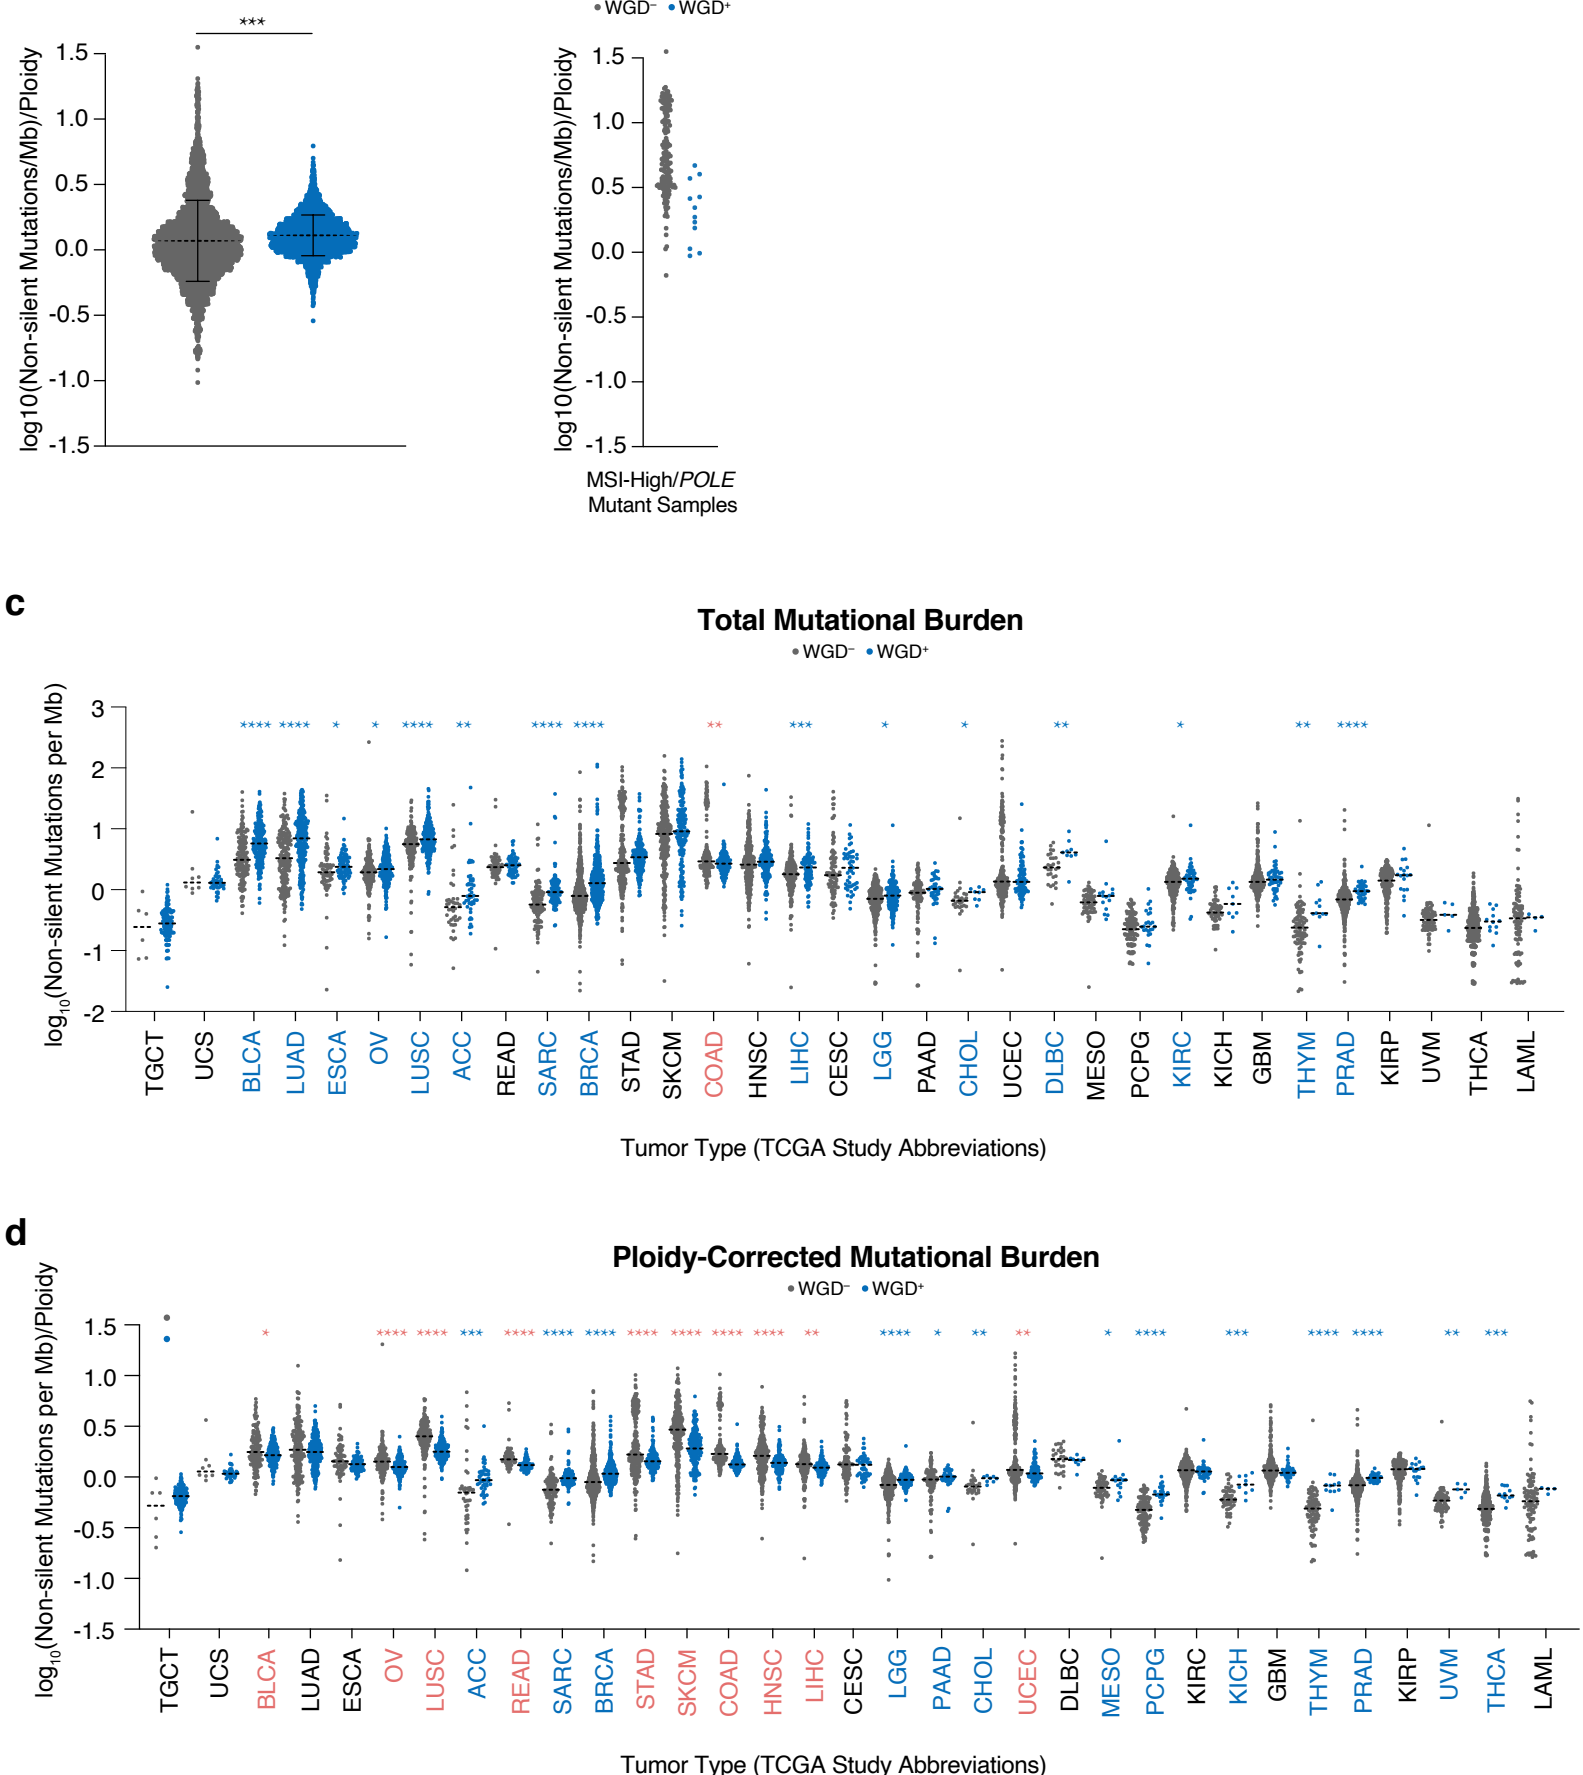 WGD⁻ WGD⁺
***
log10(Non-silent Mutations/Mb)/Ploidy
1.5
1.0
0.5
0.0
-0.5
-1.0
-1.5
log10(Non-silent Mutations/Mb)/Ploidy
1.5
1.0
0.5
0.0
-0.5
-1.0
-1.5
MSI-High/POLE
Mutant Samples
c
Total Mutational Burden
WGD⁻ WGD⁺
log₁₀(Non-silent Mutations per Mb)
3
2
1
0
-1
-2
**** **** * * **** ** **** **** ** *** * * ** * ** ****
TGCT UCS BLCA LUAD ESCA OV LUSC ACC READ SARC BRCA STAD SKCM COAD HNSC LIHC CESC LGG PAAD CHOL UCEC DLBC MESO PCPG KIRC KICH GBM THYM PRAD KIRP UVM THCA LAML
Tumor Type (TCGA Study Abbreviations)
d
Ploidy-Corrected Mutational Burden
WGD⁻ WGD⁺
log₁₀(Non-silent Mutations per Mb)/Ploidy
1.5
1.0
0.5
0.0
-0.5
-1.0
-1.5
* **** **** *** **** **** **** **** **** **** **** ** **** * ** ** * **** *** **** **** ** ***
TGCT UCS BLCA LUAD ESCA OV LUSC ACC READ SARC BRCA STAD SKCM COAD HNSC LIHC CESC LGG PAAD CHOL UCEC DLBC MESO PCPG KIRC KICH GBM THYM PRAD KIRP UVM THCA LAML
Tumor Type (TCGA Study Abbreviations)